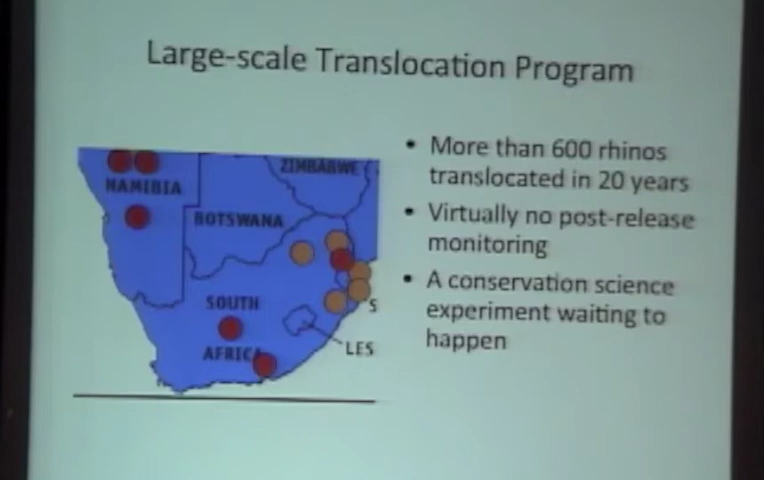 Large-scale Translocation Program
ZIMBABWE
NAMIBIA
BOTSWANA
SOUTH
AFRICA
S
LES
• More than 600 rhinos
translocated in 20 years
• Virtually no post-release
monitoring
• A conservation science
experiment waiting to
happen